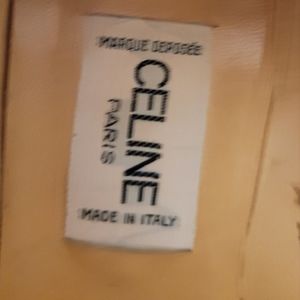 MARQUE DEPOSÉE
CELINE
PARIS
MADE IN ITALY